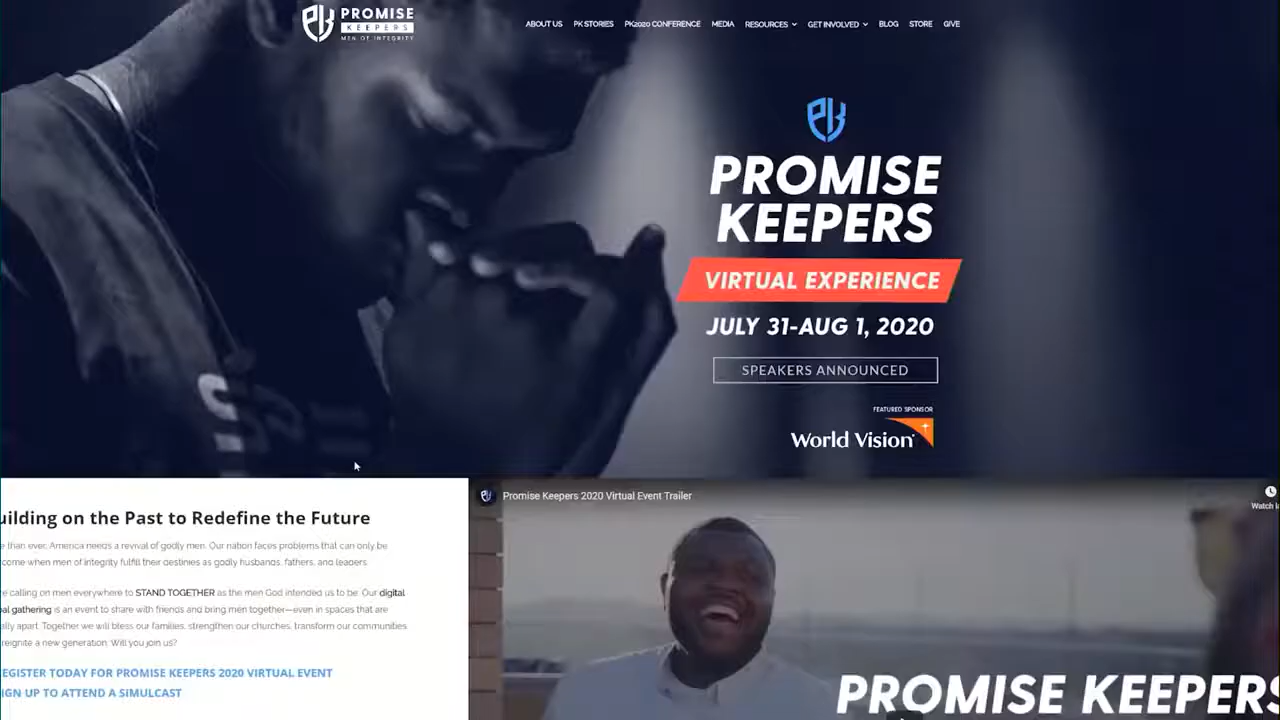 PROMISE
KEEPERS
MEN OF INTEGRITY
ABOUT US PK STORIES PK2020 CONFERENCE MEDIA RESOURCES GET INVOLVED BLOG STORE GIVE
PROMISE
KEEPERS
VIRTUAL EXPERIENCE
JULY 31-AUG 1, 2020
SPEAKERS ANNOUNCED
FEATURED SPONSOR
World Vision
uilding on the Past to Redefine the Future
e than ever, America needs a revival of godly men. Our nation faces problems that can only be
come when men of integrity fulfill their destinies as godly husbands, fathers, and leaders.
e calling on men everywhere to STAND TOGETHER as the men God intended us to be. Our digital
al gathering is an event to share with friends and bring men together—even in spaces that are
ally apart. Together we will bless our families, strengthen our churches, transform our communities
reignite a new generation. Will you join us?
EGISTER TODAY FOR PROMISE KEEPERS 2020 VIRTUAL EVENT
IGN UP TO ATTEND A SIMULCAST
Promise Keepers 2020 Virtual Event Trailer
Watch la
PROMISE KEEPERS